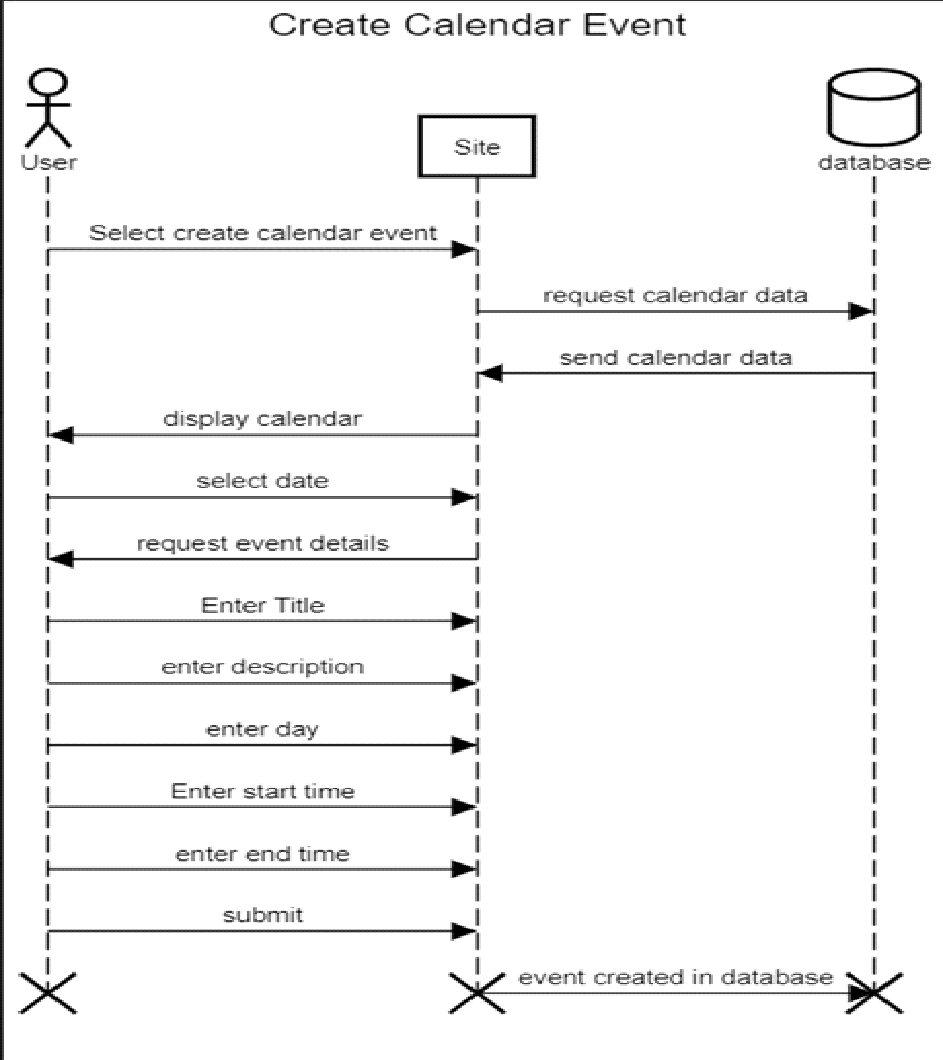 Create Calendar Event
User
Site
database
Select create calendar event
request calendar data
send calendar data
display calendar
select date
request event details
Enter Title
enter description
enter day
Enter start time
enter end time
submit
event created in database